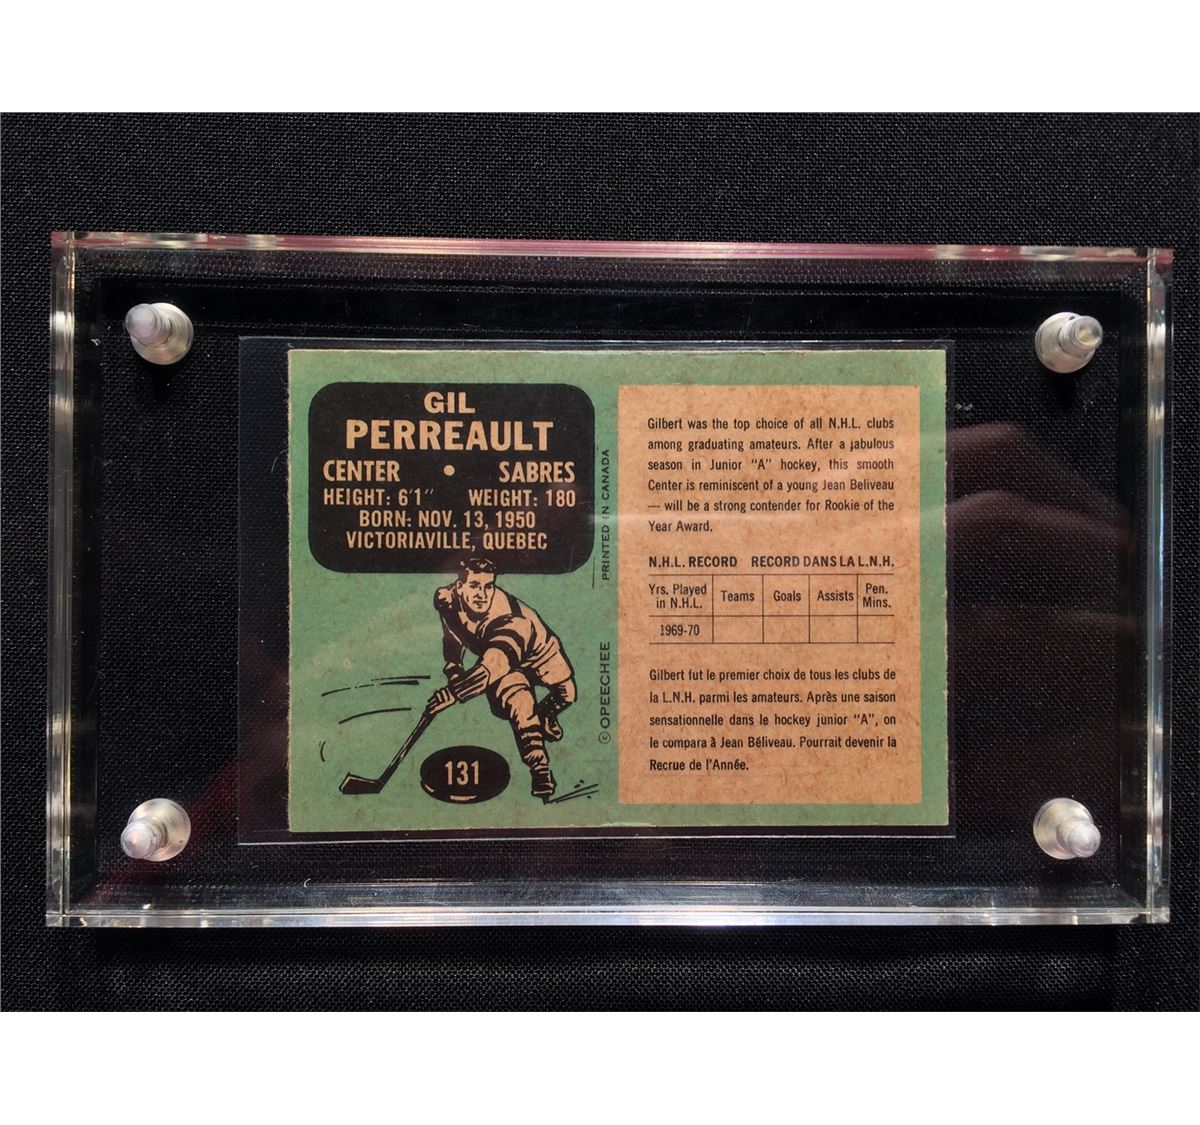 GIL
PERREAULT
CENTER • SABRES
HEIGHT: 6'1" WEIGHT: 180
BORN: NOV. 13, 1950
VICTORIAVILLE, QUEBEC
131
©OPEECHEE PRINTED IN CANADA
Gilbert was the top choice of all N.H.L. clubs
among graduating amateurs. After a fabulous
season in Junior "A" hockey, this smooth
Center is reminiscent of a young Jean Beliveau
— will be a strong contender for Rookie of the
Year Award.
N.H.L. RECORD RECORD DANS LA L.N.H.
Yrs. Played in N.H.L. Teams Goals Assists Pen. Mins.
1969-70
Gilbert fut le premier choix de tous les clubs de
la L.N.H. parmi les amateurs. Après une saison
sensationnelle dans le hockey junior "A", on
le compara à Jean Béliveau. Pourrait devenir la
Recrue de l'Année.